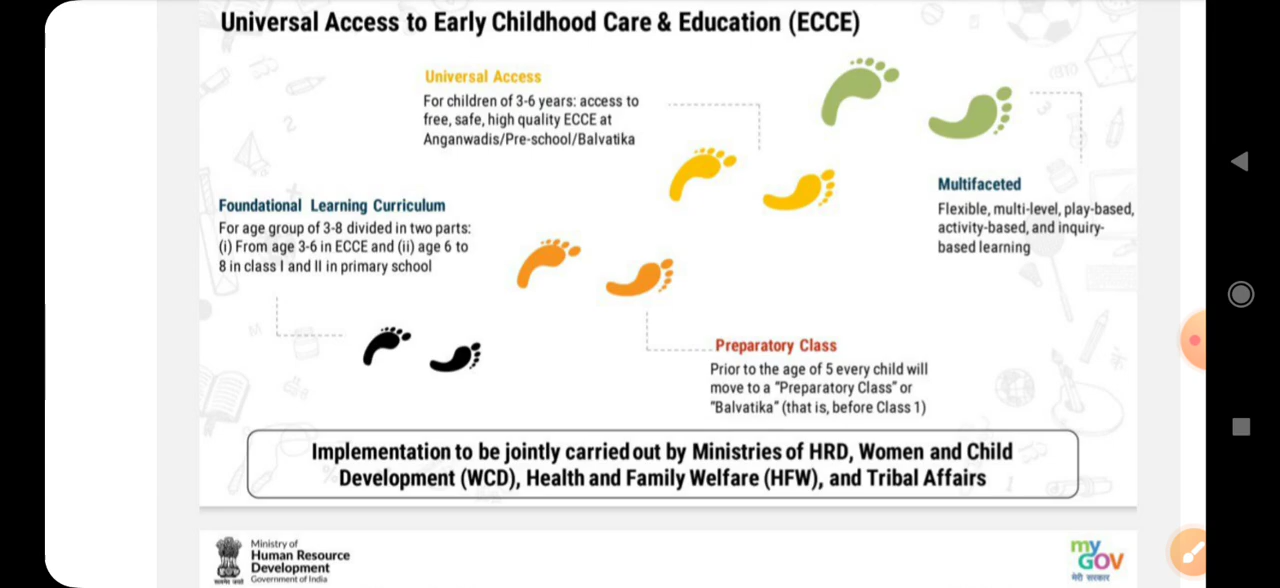 Universal Access to Early Childhood Care & Education (ECCE)
Universal Access
For children of 3-6 years: access to
free, safe, high quality ECCE at
Anganwadis/Pre-school/Balvatika
Multifaceted
Flexible, multi-level, play-based,
activity-based, and inquiry-
based learning
Foundational Learning Curriculum
For age group of 3-8 divided in two parts:
(i) From age 3-6 in ECCE and (ii) age 6 to
8 in class I and II in primary school
Preparatory Class
Prior to the age of 5 every child will
move to a "Preparatory Class" or
"Balvatika" (that is, before Class 1)
Implementation to be jointly carried out by Ministries of HRD, Women and Child
Development (WCD), Health and Family Welfare (HFW), and Tribal Affairs
सत्यमेव जयते
Ministry of
Human Resource
Development
Government of India
my
GOV
मेरी सरकार